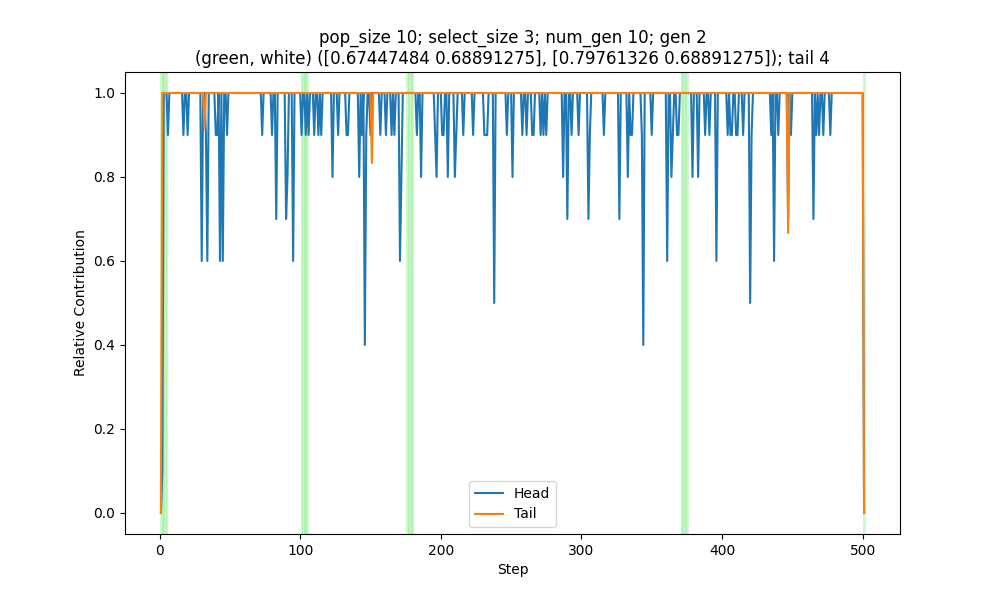 pop_size 10; select_size 3; num_gen 10; gen 2
(green, white) ([0.67447484 0.68891275], [0.79761326 0.68891275]); tail 4
1.0
0.8
0.6
0.4
0.2
0.0
Relative Contribution
Head
Tail
0 100 200 300 400 500
Step